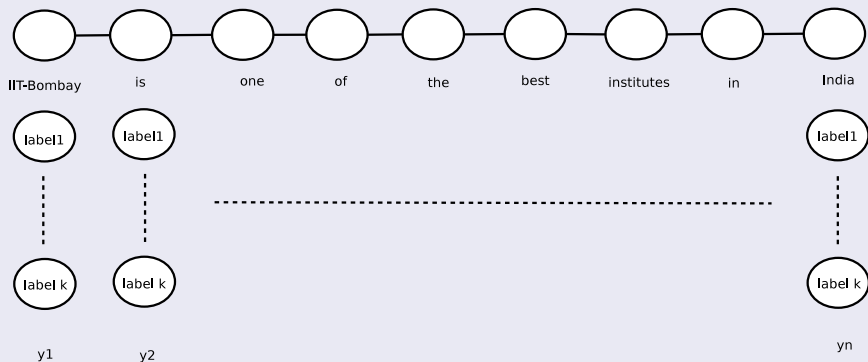 IIT-Bombay is one of the best institutes in India
label1 label1 label1
label k label k label k
y1 y2 yn